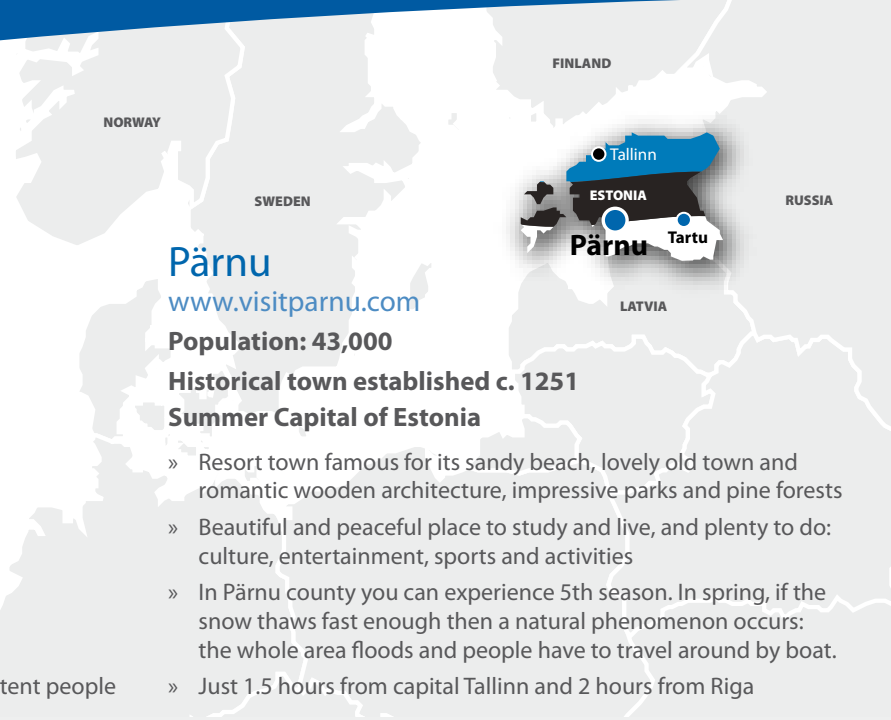 FINLAND
NORWAY
Tallinn
ESTONIA
SWEDEN
RUSSIA
Pärnu
Tartu
LATVIA
Pärnu
www.visitparnu.com
Population: 43,000
Historical town established c. 1251
Summer Capital of Estonia
» Resort town famous for its sandy beach, lovely old town and
romantic wooden architecture, impressive parks and pine forests
» Beautiful and peaceful place to study and live, and plenty to do:
culture, entertainment, sports and activities
» In Pärnu county you can experience 5th season. In spring, if the
snow thaws fast enough then a natural phenomenon occurs:
the whole area floods and people have to travel around by boat.
tent people
» Just 1.5 hours from capital Tallinn and 2 hours from Riga